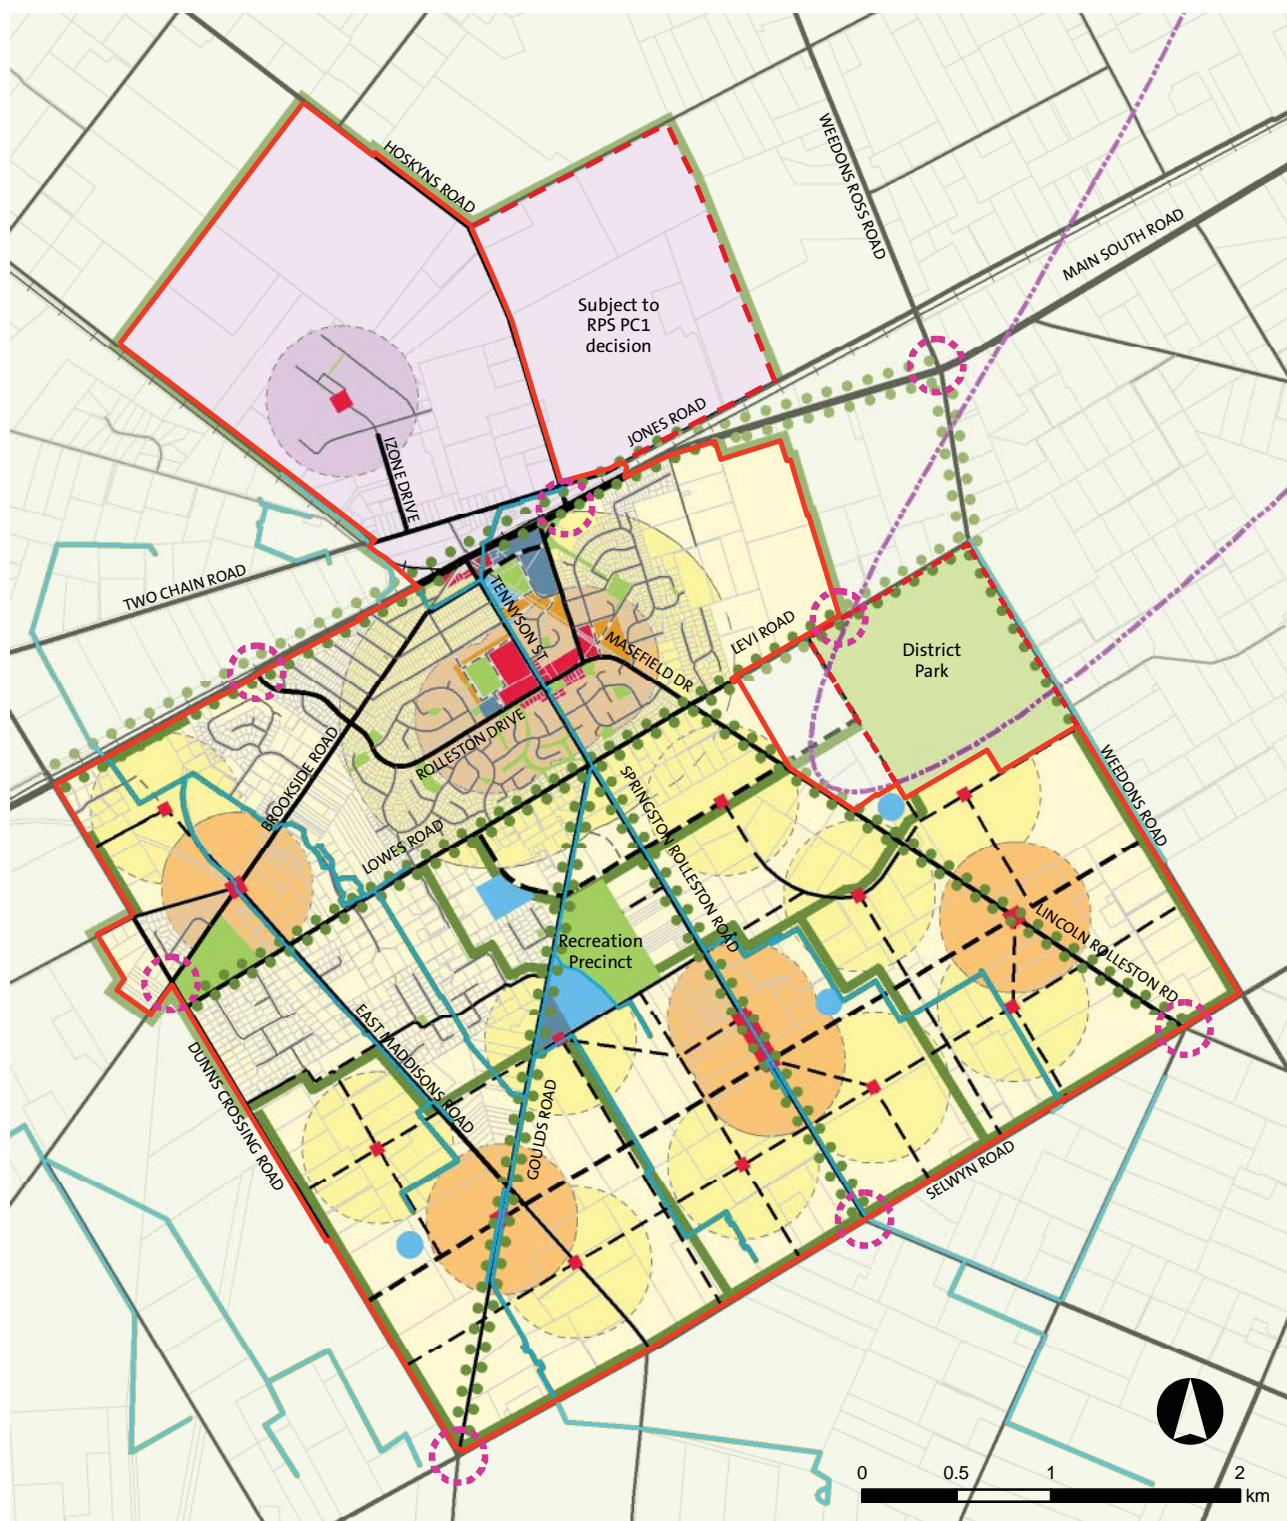 HOSKYNS ROAD
WEEDONS ROSS ROAD
MAIN SOUTH ROAD
Subject to
RPS PC1
decision
JONES ROAD
IZONE DRIVE
TWO CHAIN ROAD
TENNYSON ST
MASEFIELD DR
LEVI ROAD
District
Park
ROLLESTON DRIVE
BROOKSIDE ROAD
LOWES ROAD
SPRINGSTON ROLLESTON ROAD
WEEDONS ROAD
LINCOLN ROLLESTON RD
Recreation
Precinct
EAST MADDISONS ROAD
DUNNS CROSSING ROAD
GOULDS ROAD
SELWYN ROAD
0 0.5 1 2
km